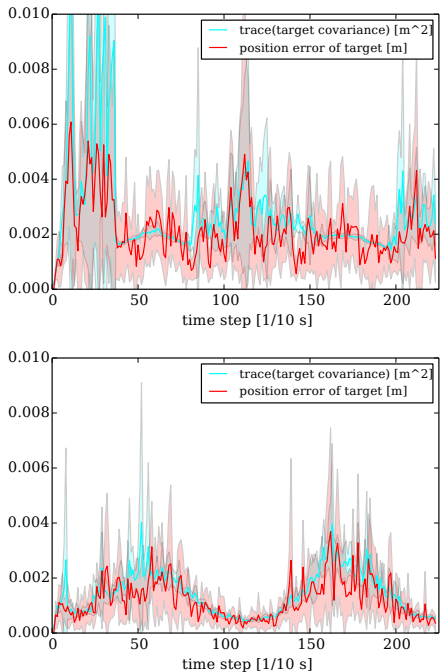 0.010
trace(target covariance) [m^2]
position error of target [m]
0.008
0.006
0.004
0.002
0.000
0 50 100 150 200
time step [1/10 s]
0.010
trace(target covariance) [m^2]
position error of target [m]
0.008
0.006
0.004
0.002
0.000
0 50 100 150 200
time step [1/10 s]